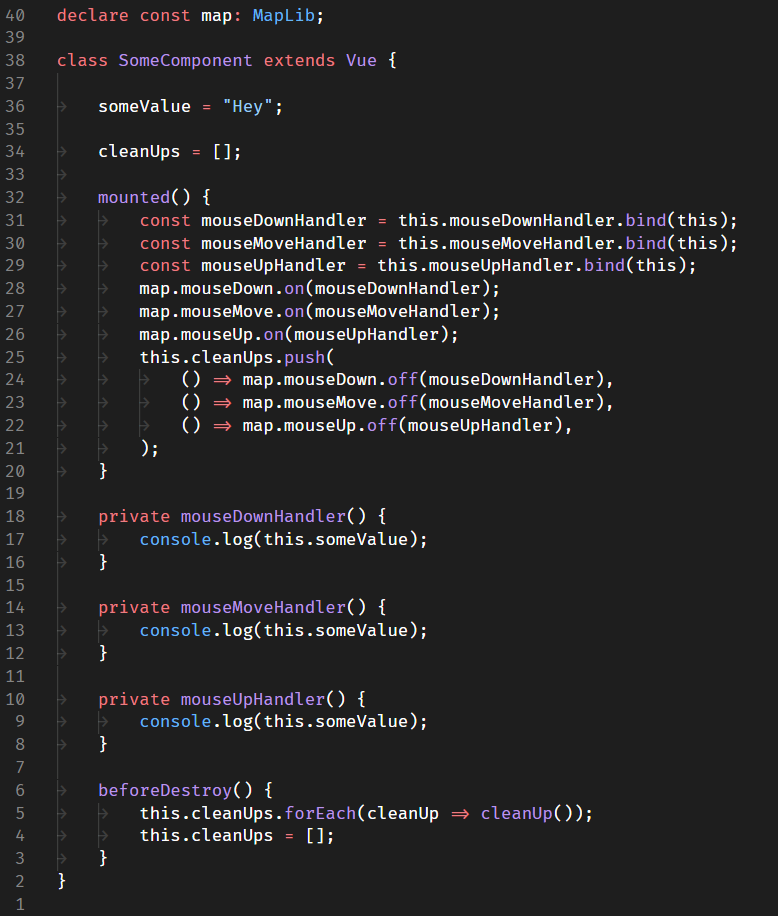 40 declare const map: MapLib;
39
38 class SomeComponent extends Vue {
37
36 → someValue = "Hey";
35
34 → cleanUps = [];
33 →
32 → mounted() {
31 → → const mouseDownHandler = this.mouseDownHandler.bind(this);
30 → → const mouseMoveHandler = this.mouseMoveHandler.bind(this);
29 → → const mouseUpHandler = this.mouseUpHandler.bind(this);
28 → → map.mouseDown.on(mouseDownHandler);
27 → → map.mouseMove.on(mouseMoveHandler);
26 → → map.mouseUp.on(mouseUpHandler);
25 → → this.cleanUps.push(
24 → → → () => map.mouseDown.off(mouseDownHandler),
23 → → → () => map.mouseMove.off(mouseMoveHandler),
22 → → → () => map.mouseUp.off(mouseUpHandler),
21 → → );
20 → }
19
18 → private mouseDownHandler() {
17 → → console.log(this.someValue);
16 → }
15
14 → private mouseMoveHandler() {
13 → → console.log(this.someValue);
12 → }
11
10 → private mouseUpHandler() {
9 → → console.log(this.someValue);
8 → }
7
6 → beforeDestroy() {
5 → → this.cleanUps.forEach(cleanUp => cleanUp());
4 → → this.cleanUps = [];
3 → }
2 }
1